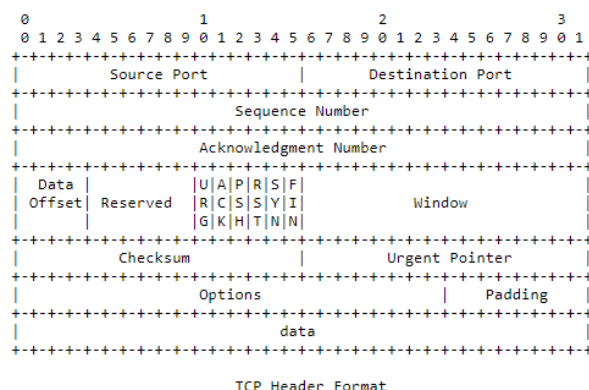 0                   1                   2                   3
 0 1 2 3 4 5 6 7 8 9 0 1 2 3 4 5 6 7 8 9 0 1 2 3 4 5 6 7 8 9 0 1
+-+-+-+-+-+-+-+-+-+-+-+-+-+-+-+-+-+-+-+-+-+-+-+-+-+-+-+-+-+-+-+-+
|          Source Port          |       Destination Port        |
+-+-+-+-+-+-+-+-+-+-+-+-+-+-+-+-+-+-+-+-+-+-+-+-+-+-+-+-+-+-+-+-+
|                        Sequence Number                        |
+-+-+-+-+-+-+-+-+-+-+-+-+-+-+-+-+-+-+-+-+-+-+-+-+-+-+-+-+-+-+-+-+
|                    Acknowledgment Number                      |
+-+-+-+-+-+-+-+-+-+-+-+-+-+-+-+-+-+-+-+-+-+-+-+-+-+-+-+-+-+-+-+-+
|  Data |           |U|A|P|R|S|F|                               |
| Offset| Reserved  |R|C|S|S|Y|I|            Window             |
|       |           |G|K|H|T|N|N|                               |
+-+-+-+-+-+-+-+-+-+-+-+-+-+-+-+-+-+-+-+-+-+-+-+-+-+-+-+-+-+-+-+-+
|           Checksum            |         Urgent Pointer        |
+-+-+-+-+-+-+-+-+-+-+-+-+-+-+-+-+-+-+-+-+-+-+-+-+-+-+-+-+-+-+-+-+
|                    Options                    |    Padding    |
+-+-+-+-+-+-+-+-+-+-+-+-+-+-+-+-+-+-+-+-+-+-+-+-+-+-+-+-+-+-+-+-+
|                             data                              |
+-+-+-+-+-+-+-+-+-+-+-+-+-+-+-+-+-+-+-+-+-+-+-+-+-+-+-+-+-+-+-+-+
TCP Header Format